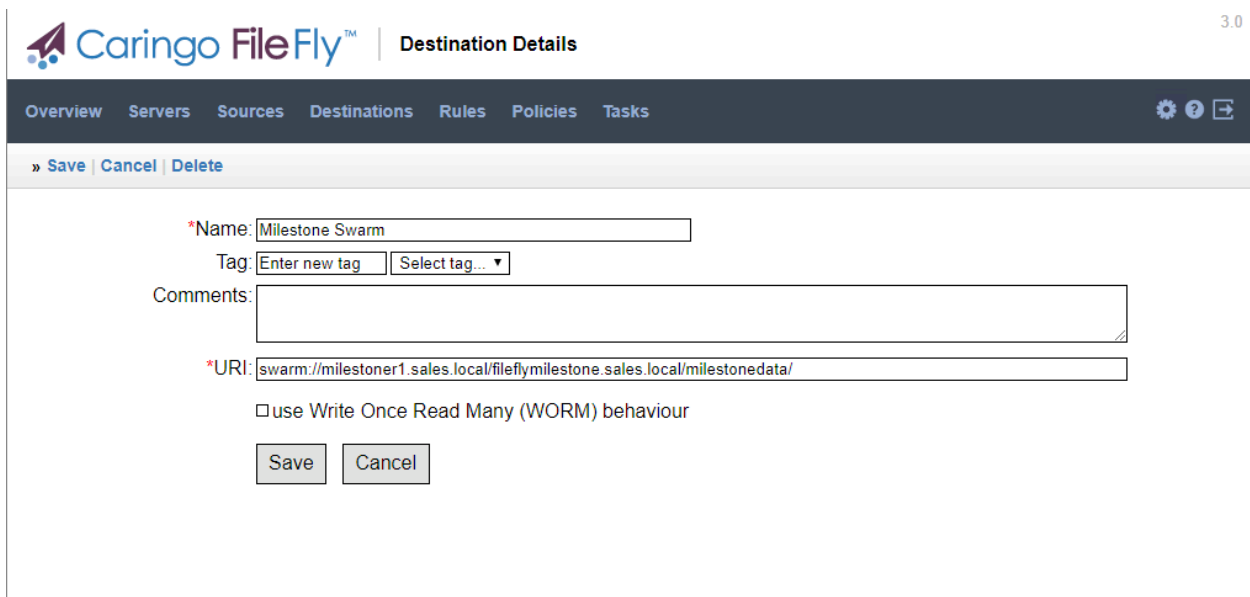 3.0
Caringo FileFly™ | Destination Details
Overview Servers Sources Destinations Rules Policies Tasks ?
» Save | Cancel | Delete
*Name: Milestone Swarm
Tag: Enter new tag Select tag... ▼
Comments:
*URI: swarm://milestoner1.sales.local/fileflymilestone.sales.local/milestonedata/
use Write Once Read Many (WORM) behaviour
Save Cancel